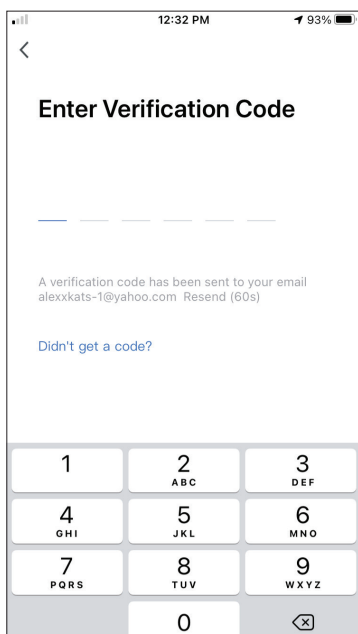 12:32 PM 93%
Enter Verification Code
A verification code has been sent to your email
alexxkats-1@yahoo.com Resend (60s)
Didn't get a code?
1 2 3
ABC DEF
4 5 6
GHI JKL MNO
7 8 9
PQRS TUV WXYZ
0